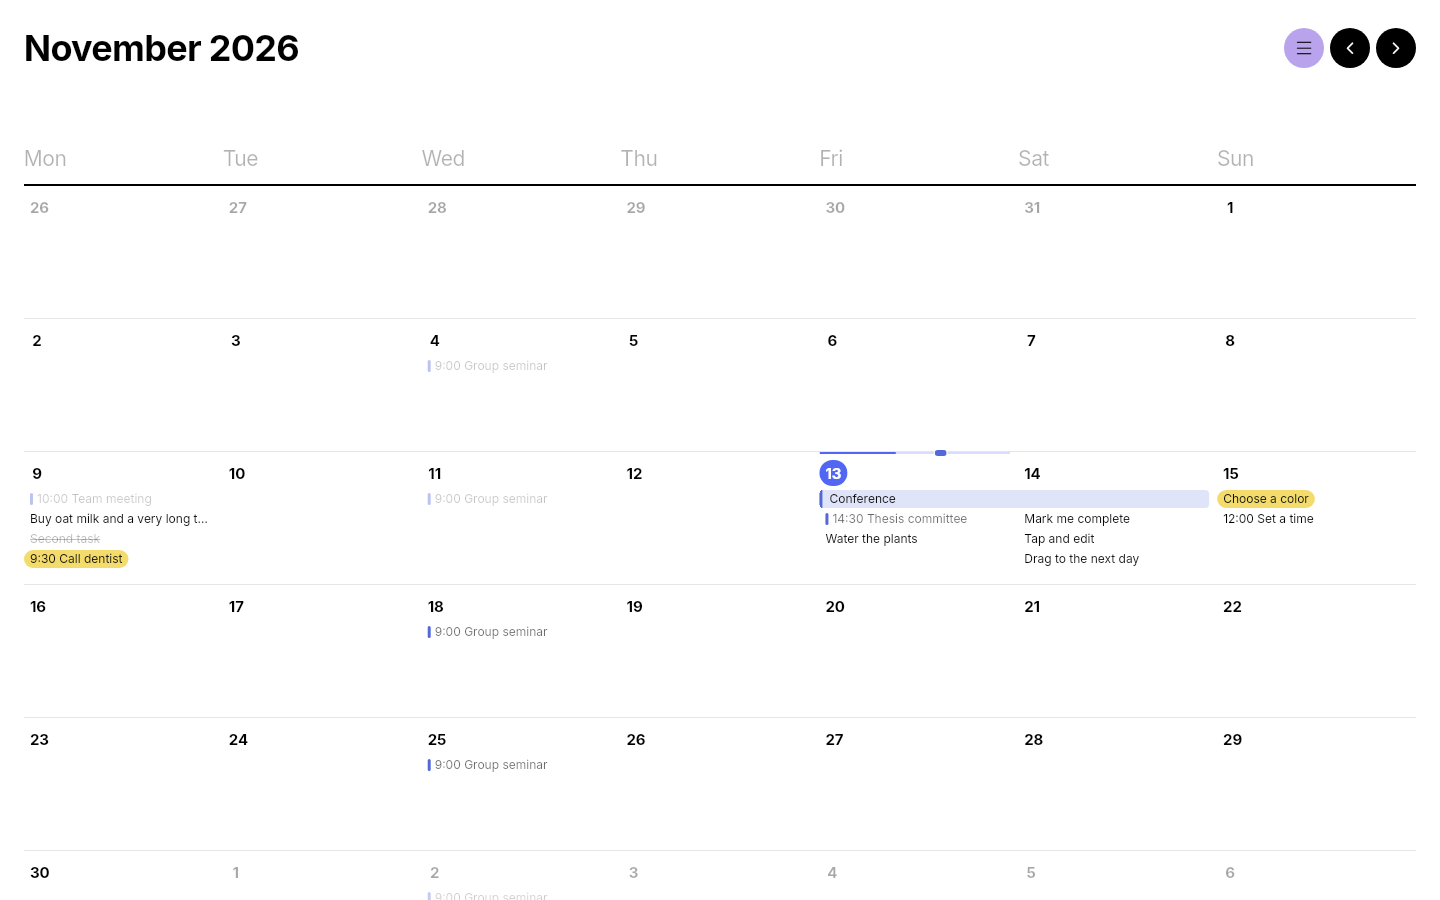 November 2026
Mon Tue Wed Thu Fri Sat Sun
26 27 28 29 30 31 1
2 3 4 5 6 7 8
9:00 Group seminar
9 10 11 12 13 14 15
10:00 Team meeting 9:00 Group seminar Conference Choose a color
Buy oat milk and a very long t... 14:30 Thesis committee Mark me complete 12:00 Set a time
Second task Water the plants Tap and edit
9:30 Call dentist Drag to the next day
16 17 18 19 20 21 22
9:00 Group seminar
23 24 25 26 27 28 29
9:00 Group seminar
30 1 2 3 4 5 6
9:00 Group seminar